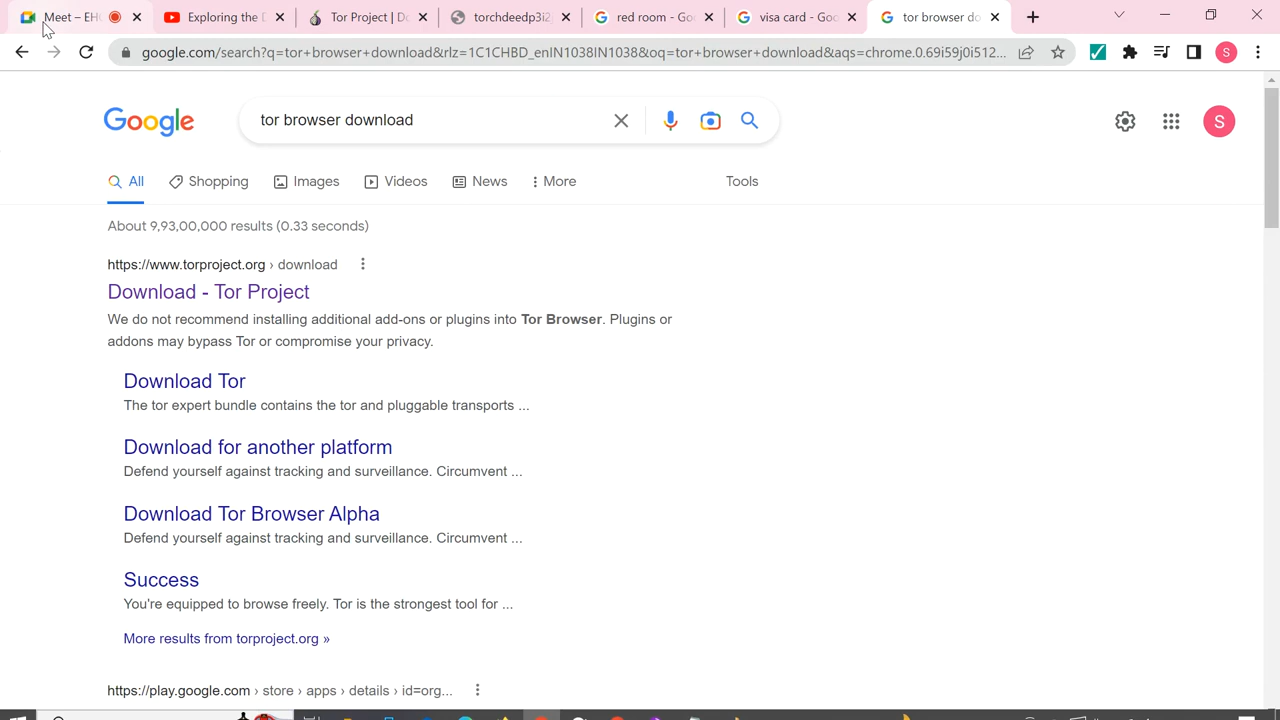 Meet – EH
Exploring the D
Tor Project | Do
torchdeedp3i2j
red room - Goo
visa card - Goo
tor browser do
google.com/search?q=tor+browser+download&rlz=1C1CHBD_enIN1038IN1038&oq=tor+browser+download&aqs=chrome.0.69i59j0i512...
S
Google
tor browser download
S
All
Shopping
Images
Videos
News
More
Tools
About 9,93,00,000 results (0.33 seconds)
https://www.torproject.org › download
Download - Tor Project
We do not recommend installing additional add-ons or plugins into Tor Browser. Plugins or
addons may bypass Tor or compromise your privacy.
Download Tor
The tor expert bundle contains the tor and pluggable transports ...
Download for another platform
Defend yourself against tracking and surveillance. Circumvent ...
Download Tor Browser Alpha
Defend yourself against tracking and surveillance. Circumvent ...
Success
You're equipped to browse freely. Tor is the strongest tool for ...
More results from torproject.org »
https://play.google.com › store › apps › details › id=org...